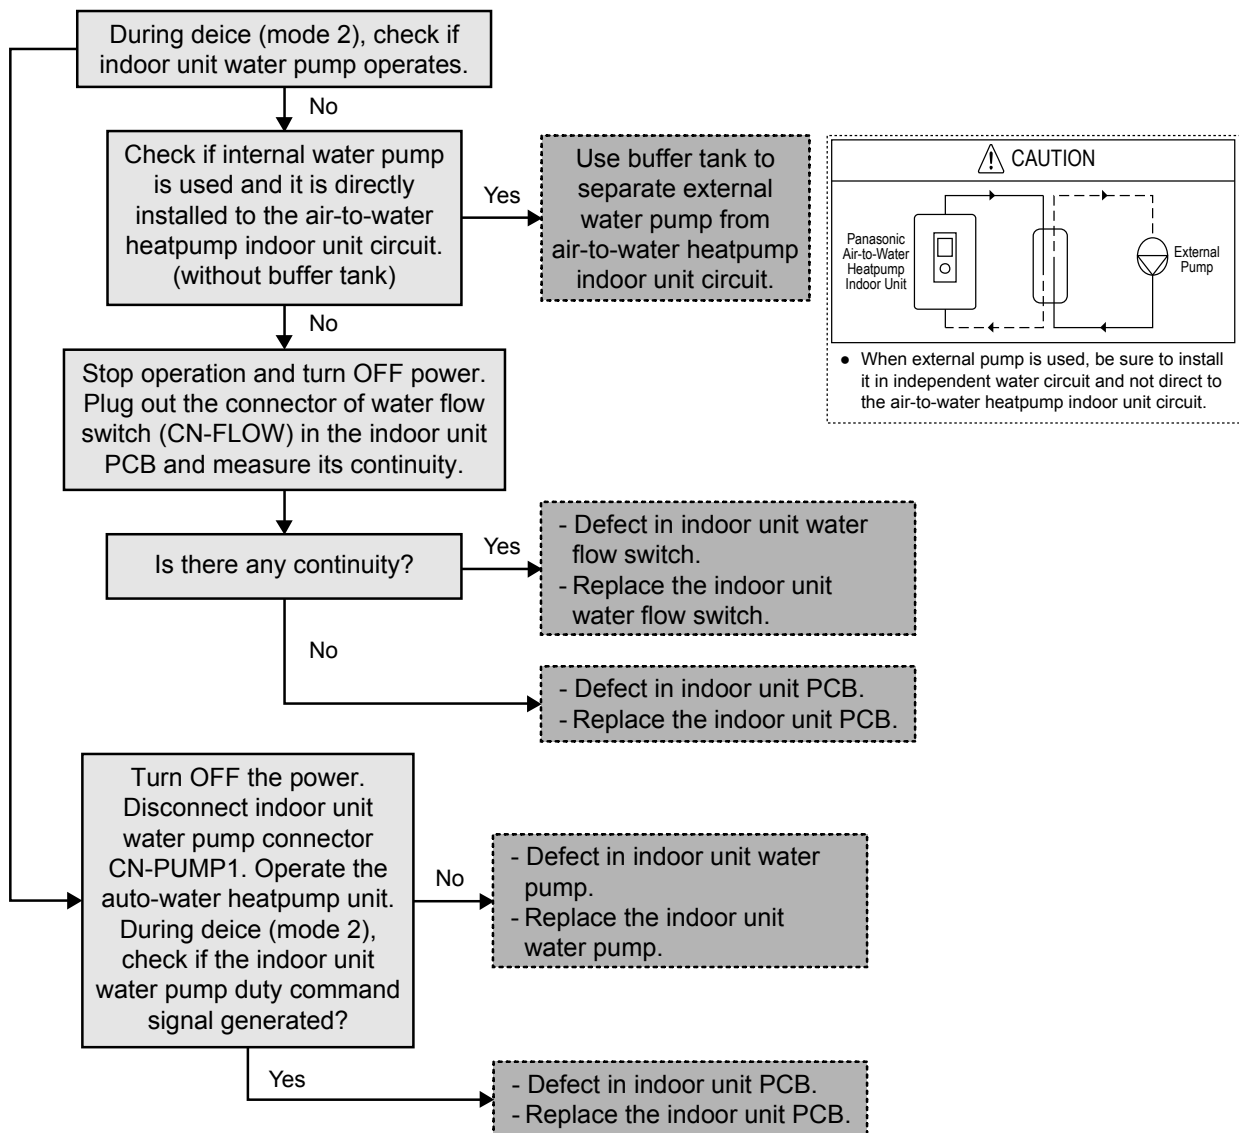 During deice (mode 2), check if
indoor unit water pump operates.
No
Check if internal water pump
is used and it is directly
installed to the air-to-water
heatpump indoor unit circuit.
(without buffer tank)
Yes
Use buffer tank to
separate external
water pump from
air-to-water heatpump
indoor unit circuit.
CAUTION
Panasonic
Air-to-Water
Heatpump
Indoor Unit
External
Pump
● When external pump is used, be sure to install
it in independent water circuit and not direct to
the air-to-water heatpump indoor unit circuit.
No
Stop operation and turn OFF power.
Plug out the connector of water flow
switch (CN-FLOW) in the indoor unit
PCB and measure its continuity.
Is there any continuity?
Yes
- Defect in indoor unit water
flow switch.
- Replace the indoor unit
water flow switch.
No
- Defect in indoor unit PCB.
- Replace the indoor unit PCB.
Turn OFF the power.
Disconnect indoor unit
water pump connector
CN-PUMP1. Operate the
auto-water heatpump unit.
During deice (mode 2),
check if the indoor unit
water pump duty command
signal generated?
No
- Defect in indoor unit water
pump.
- Replace the indoor unit
water pump.
Yes
- Defect in indoor unit PCB.
- Replace the indoor unit PCB.